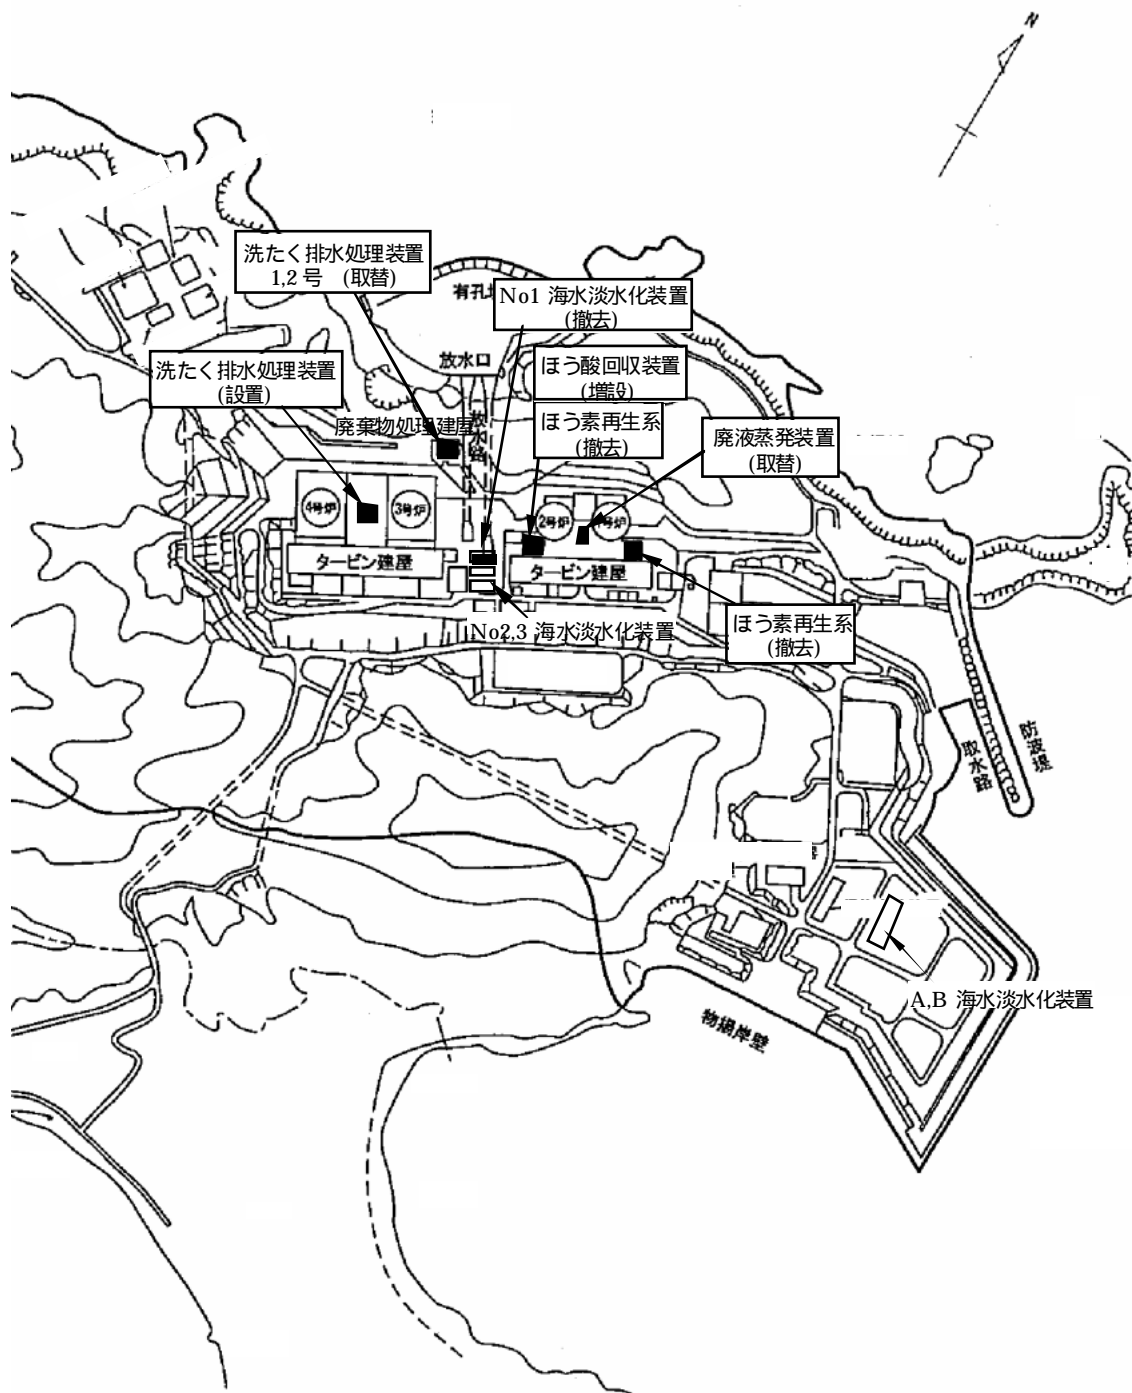 N
洗たく排水処理装置
1,2 号 (取替)
有孔
No1 海水淡水化装置
(撤去)
放水口
洗たく排水処理装置
(設置)
ほう酸回収装置
(増設)
放水路
廃棄物処理建屋
ほう素再生系
(撤去)
廃液蒸発装置
(取替)
4号炉
3号炉
2号炉
号炉
タービン建屋
タービン建屋
No2,3 海水淡水化装置
ほう素再生系
(撤去)
防波堤
取水路
A,B 海水淡水化装置
物揚岸壁